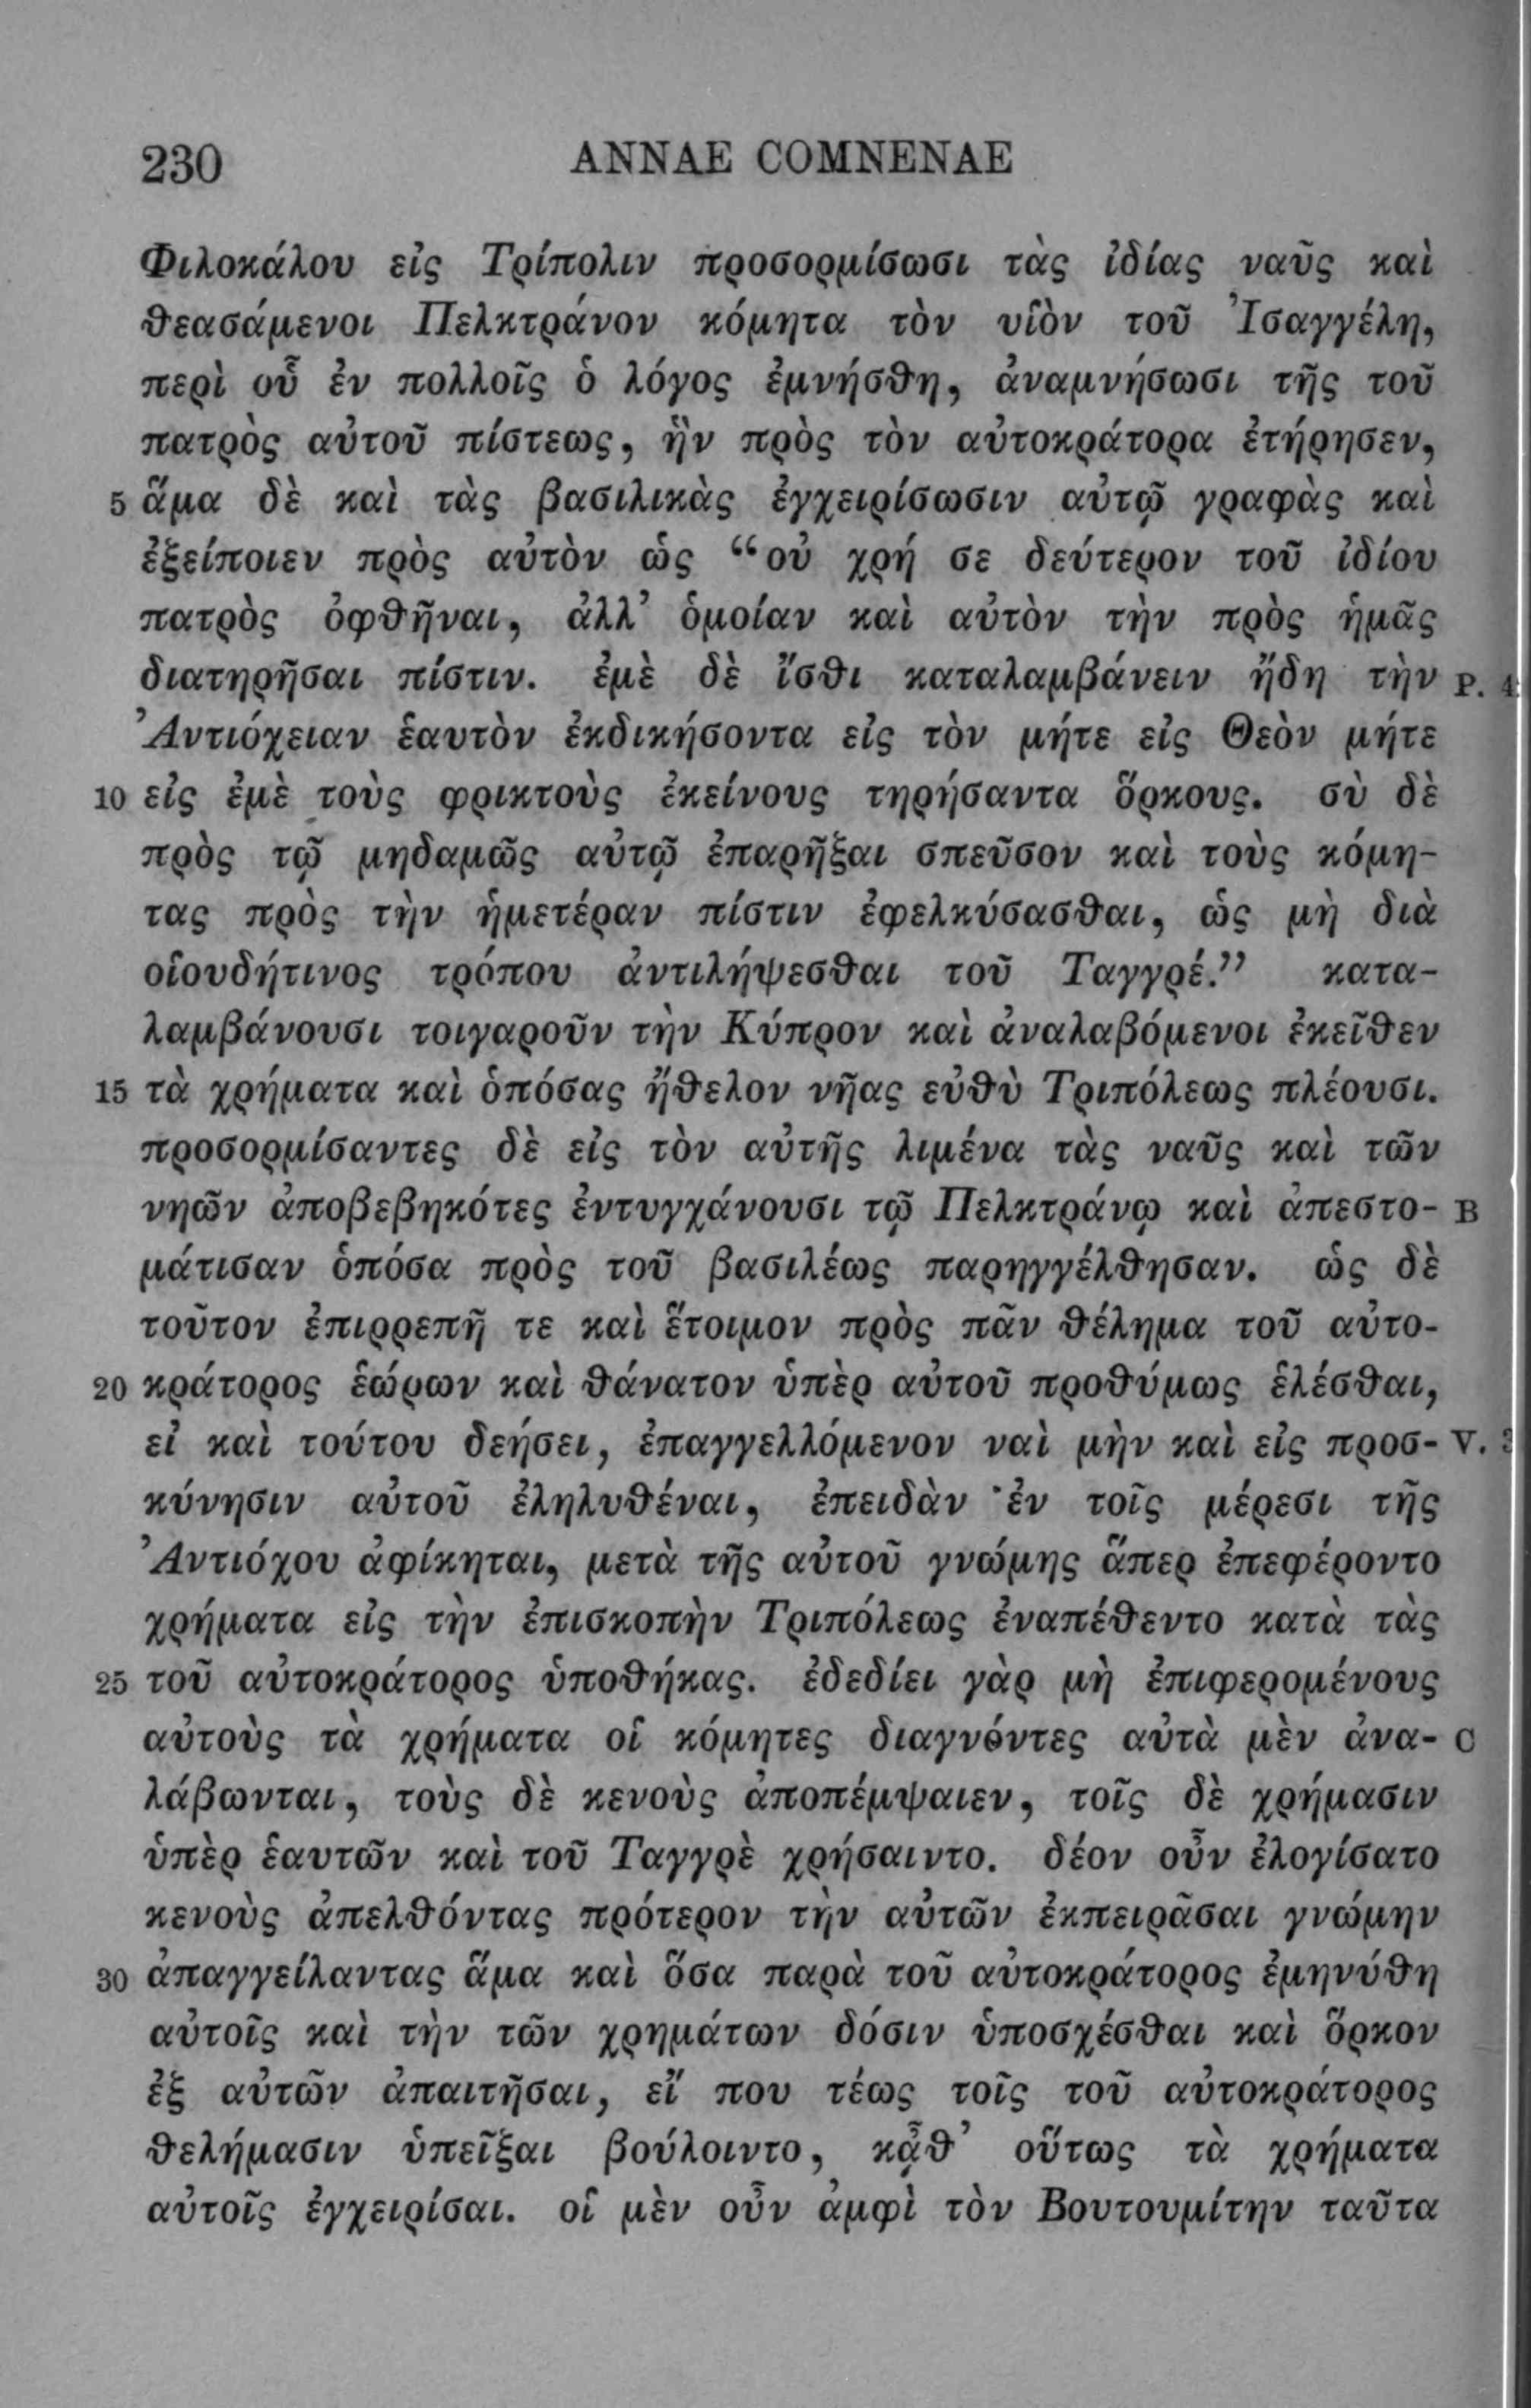 230 ANNAE COMNENAE
Φιλοκάλου εἰς Τρίπολιν προσορμίσωσι τὰς ἰδίας ναῦς καὶ
θεασάμενοι Πελκτράνον κόμητα τὸν υἱὸν τοῦ Ἰσαγγέλη,
περὶ οὗ ἐν πολλοῖς ὁ λόγος ἐμνήσθη, ἀναμνήσωσι τῆς τοῦ
πατρὸς αὐτοῦ πίστεως, ἣν πρὸς τὸν αὐτοκράτορα ἐτήρησεν,
5 ἅμα δὲ καὶ τὰς βασιλικὰς ἐγχειρίσωσιν αὐτῷ γραφὰς καὶ
ἐξείποιεν πρὸς αὐτὸν ὡς “οὐ χρή σε δεύτερον τοῦ ἰδίου
πατρὸς ὀφθῆναι, ἀλλ’ ὁμοίαν καὶ αὐτὸν τὴν πρὸς ἡμᾶς
διατηρῆσαι πίστιν. ἐμὲ δὲ ἴσθι καταλαμβάνειν ἤδη τὴν P. 4
Ἀντιόχειαν ἑαυτὸν ἐκδικήσοντα εἰς τὸν μήτε εἰς Θεὸν μήτε
10 εἰς ἐμὲ τοὺς φρικτοὺς ἐκείνους τηρήσαντα ὅρκους. σὺ δὲ
πρὸς τῷ μηδαμῶς αὐτῷ ἐπαρῆξαι σπεῦσον καὶ τοὺς κόμη-
τας πρὸς τὴν ἡμετέραν πίστιν ἐφελκύσασθαι, ὡς μὴ διὰ
οἱουδήτινος τρόπου ἀντιλήψεσθαι τοῦ Ταγγρέ.” κατα-
λαμβάνουσι τοιγαροῦν τὴν Κύπρον καὶ ἀναλαβόμενοι ἐκεῖθεν
15 τὰ χρήματα καὶ ὁπόσας ἤθελον νῆας εὐθὺ Τριπόλεως πλέουσι.
προσορμίσαντες δὲ εἰς τὸν αὐτῆς λιμένα τὰς ναῦς καὶ τῶν
νηῶν ἀποβεβηκότες ἐντυγχάνουσι τῷ Πελκτράνῳ καὶ ἀπεστο- B
μάτισαν ὁπόσα πρὸς τοῦ βασιλέως παρηγγέλθησαν. ὡς δὲ
τοῦτον ἐπιρρεπῆ τε καὶ ἕτοιμον πρὸς πᾶν θέλημα τοῦ αὐτο-
20 κράτορος ἑώρων καὶ θάνατον ὑπὲρ αὐτοῦ προθύμως ἑλέσθαι,
εἰ καὶ τούτου δεήσει, ἐπαγγελλόμενον ναὶ μὴν καὶ εἰς προσ- V.
κύνησιν αὐτοῦ ἐληλυθέναι, ἐπειδὰν ἐν τοῖς μέρεσι τῆς
Ἀντιόχου ἀφίκηται, μετὰ τῆς αὐτοῦ γνώμης ἅπερ ἐπεφέροντο
χρήματα εἰς τὴν ἐπισκοπὴν Τριπόλεως ἐναπέθεντο κατὰ τὰς
25 τοῦ αὐτοκράτορος ὑποθήκας. ἐδεδίει γὰρ μὴ ἐπιφερομένους
αὐτοὺς τὰ χρήματα οἱ κόμητες διαγνόντες αὐτὰ μὲν ἀνα- C
λάβωνται, τοὺς δὲ κενοὺς ἀποπέμψαιεν, τοῖς δὲ χρήμασιν
ὑπὲρ ἑαυτῶν καὶ τοῦ Ταγγρὲ χρήσαιντο. δέον οὖν ἐλογίσατο
κενοὺς ἀπελθόντας πρότερον τὴν αὐτῶν ἐκπειρᾶσαι γνώμην
30 ἀπαγγείλαντας ἅμα καὶ ὅσα παρὰ τοῦ αὐτοκράτορος ἐμηνύθη
αὐτοῖς καὶ τὴν τῶν χρημάτων δόσιν ὑποσχέσθαι καὶ ὅρκον
ἐξ αὐτῶν ἀπαιτῆσαι, εἴ που τέως τοῖς τοῦ αὐτοκράτορος
θελήμασιν ὑπεῖξαι βούλοιντο, κᾆθ’ οὕτως τὰ χρήματα
αὐτοῖς ἐγχειρίσαι. οἱ μὲν οὖν ἀμφὶ τὸν Βουτουμίτην ταῦτα